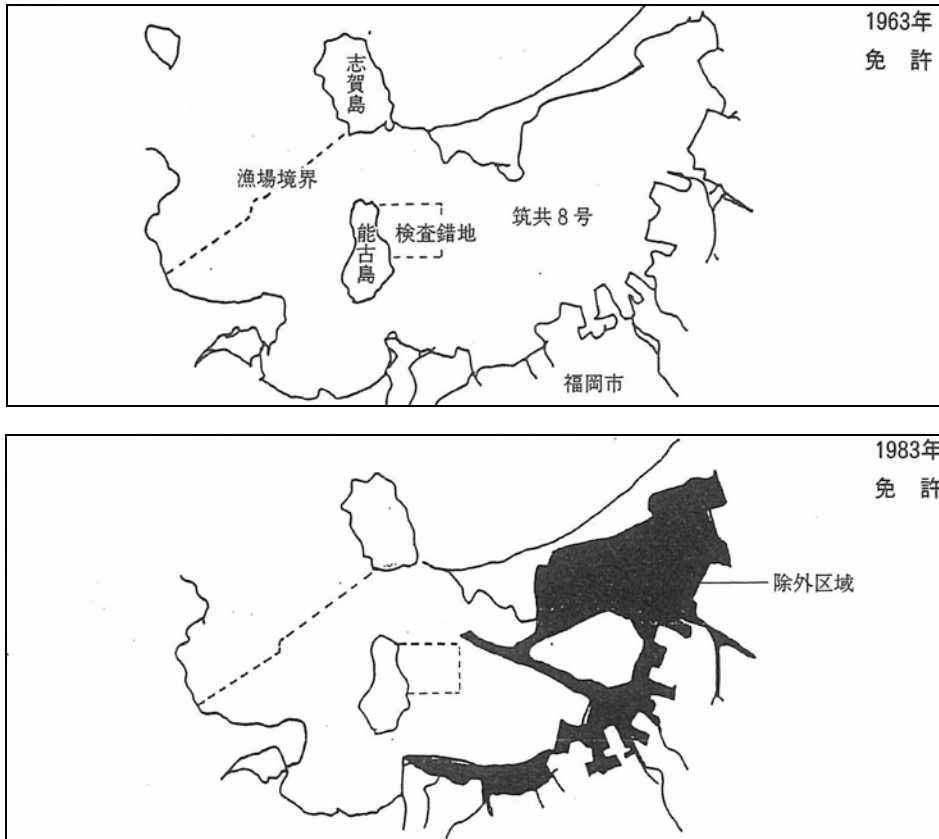 1963年
免許
志賀島
漁場境界
筑共8号
能古島
検査錯地
福岡市
1983年
免許
除外区域